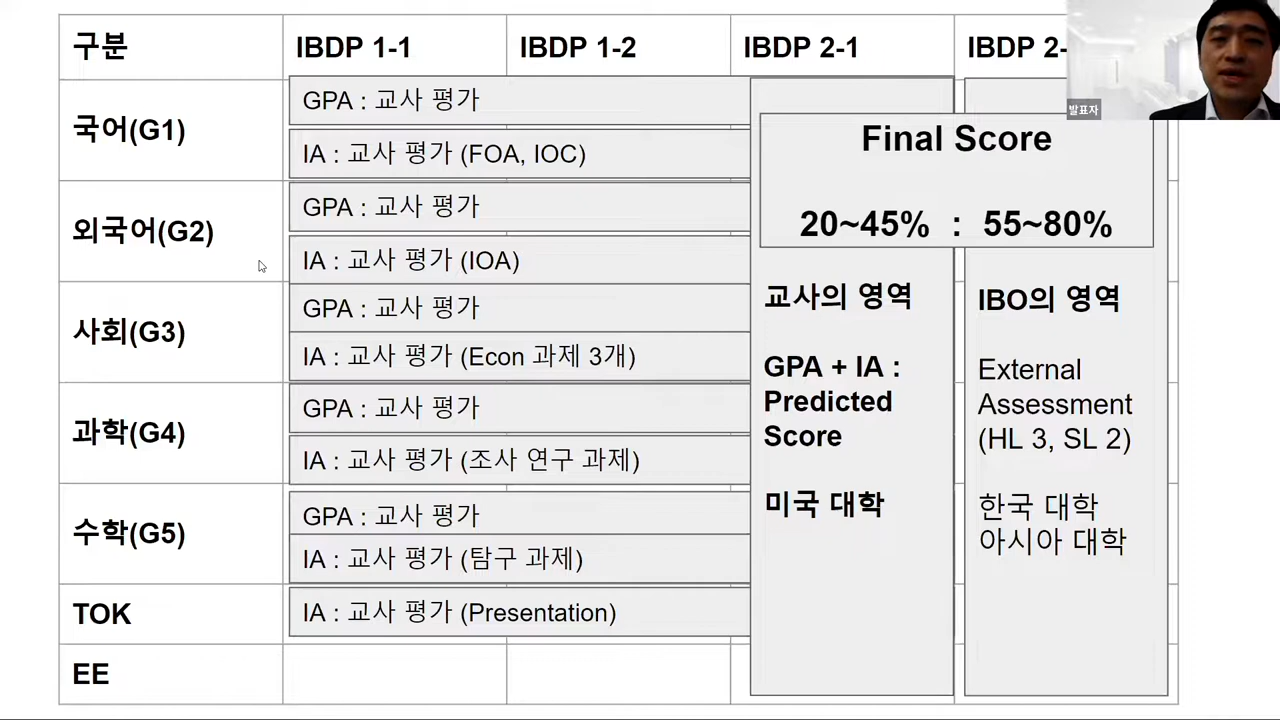 구분
IBDP 1-1
IBDP 1-2
IBDP 2-1
IBDP 2-
발표자
국어(G1)
GPA : 교사 평가
IA : 교사 평가 (FOA, IOC)
외국어(G2)
GPA : 교사 평가
IA : 교사 평가 (IOA)
사회(G3)
GPA : 교사 평가
IA : 교사 평가 (Econ 과제 3개)
과학(G4)
GPA : 교사 평가
IA : 교사 평가 (조사 연구 과제)
수학(G5)
GPA : 교사 평가
IA : 교사 평가 (탐구 과제)
TOK
IA : 교사 평가 (Presentation)
EE
Final Score
20~45% : 55~80%
교사의 영역
GPA + IA :
Predicted
Score
미국 대학
IBO의 영역
External
Assessment
(HL 3, SL 2)
한국 대학
아시아 대학